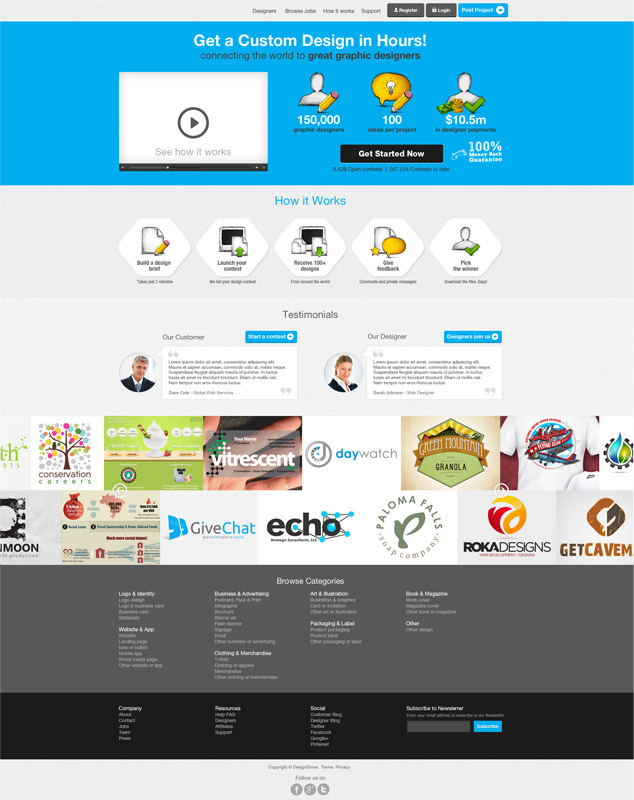 Designers Browse Jobs How it works Support Register Login Post Project
Get a Custom Design in Hours!
connecting the world to great graphic designers
See how it works
150,000
graphic designers
100
ideas per project
$10.5m
in designer payments
Get Started Now
100%
Money Back
Guarantee
3,628 Open contests | 267,224 Contests to date
How it Works
Build a design
brief
Takes just 2 minutes
Launch your
contest
We list your design contest
Receive 100+
designs
From around the world
Give
feedback
Comments and private messages
Pick
the winner
Download the files. Easy!
Testimonials
Our Customer
Start a contest
Lorem ipsum dolor sit amet, consectetur adipiscing elit.
Mauris et sapien accumsan, commodo odio at, mattis turpis.
Suspendisse feugiat aliquam purus id euismod. In luctus
turpis sit amet mi tincidunt tincidunt. Etiam ut mollis nisl.
Nam tempor non eros rhoncus luctus.
Dave Cole - Global Web Services
Our Designer
Designers join us
Lorem ipsum dolor sit amet, consectetur adipiscing elit.
Mauris et sapien accumsan, commodo odio at, mattis turpis.
Suspendisse feugiat aliquam purus id euismod. In luctus
turpis sit amet mi tincidunt tincidunt. Etiam ut mollis nisl.
Nam tempor non eros rhoncus luctus.
Sarah Johnson - Web Designer
conservation
careers
Your Name
vitrescent
daywatch
GREEN MOUNTAIN
GRANOLA
NMOON
GiveChat
echo
Strategic Consultants, LLC
PALOMA FALLS
soap company
ROKADESIGNS
WEB DEVELOPMENT / DESIGNS
GETCAVEM
Browse Categories
Logo & Identity
Logo design
Logo & business card
Business card
Stationery
Website & App
Website
Landing page
Icon or button
Mobile app
Social media page
Other website or app
Business & Advertising
Postcard, Flyer & Print
Infographic
Brochure
Banner ad
Flash Banner
Signage
Email
Other business or advertising
Clothing & Merchandise
T-Shirt
Clothing or apparel
Merchandise
Other clothing or merchandise
Art & Illustration
Illustration & Graphics
Card or invitation
Other art or illustration
Packaging & Label
Product packaging
Product label
Other packaging or label
Book & Magazine
Book cover
Magazine cover
Other book or magazine
Other
Other design
Company
About
Contact
Jobs
Team
Press
Resources
Help FAQ
Designers
Affiliates
Support
Social
Customer Blog
Designer Blog
Twitter
Facebook
Google+
Pinterest
Subscribe to Newslerrer
Enter your email address to subscribe to our Newsletter
Subscribe
Copyright © DesignDrove. Terms. Privacy
Follow us on